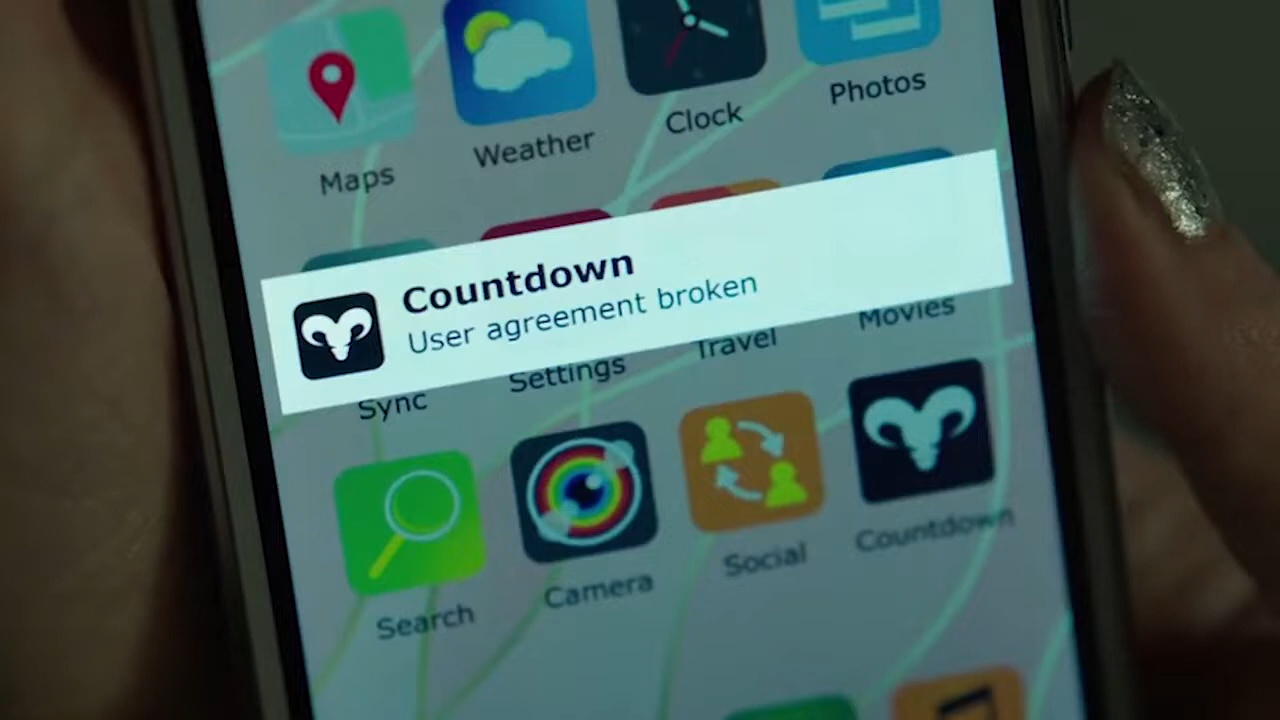 Maps Weather Clock Photos
Countdown
User agreement broken
Sync Settings Travel Movies
Search Camera Social Countdown